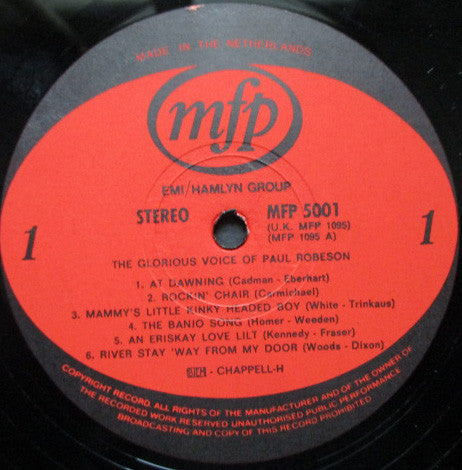 MADE IN THE NETHERLANDS
mfp
EMI/HAMLYN GROUP
1
STEREO
MFP 5001
(U.K. MFP 1095)
(MFP 1095 A)
1
THE GLORIOUS VOICE OF PAUL ROBESON
1. AT DAWNING (Cadman - Eberhart)
2. ROCKIN' CHAIR (Carmichael)
3. MAMMY'S LITTLE KINKY HEADED BOY (White - Trinkaus)
4. THE BANJO SONG (Homer - Weeden)
5. AN ERISKAY LOVE LILT (Kennedy - Fraser)
6. RIVER STAY 'WAY FROM MY DOOR (Woods - Dixon)
CHAPPELL-H
COPYRIGHT RECORD. ALL RIGHTS OF THE MANUFACTURER AND OF THE OWNER OF
THE RECORDED WORK RESERVED UNAUTHORISED PUBLIC PERFORMANCE
BROADCASTING AND COPY OF THIS RECORD PROHIBITED